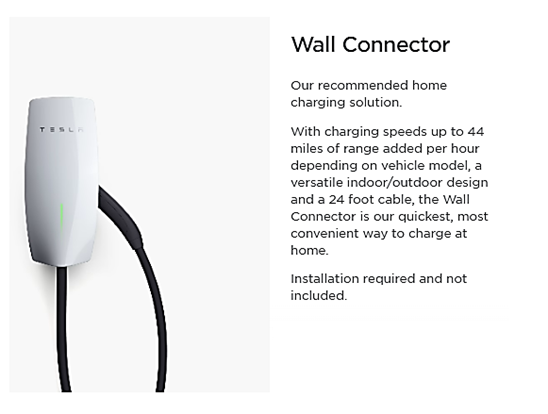 Wall Connector
TESLA
Our recommended home
charging solution.
With charging speeds up to 44
miles of range added per hour
depending on vehicle model, a
versatile indoor/outdoor design
and a 24 foot cable, the Wall
Connector is our quickest, most
convenient way to charge at
home.
Installation required and not
included.